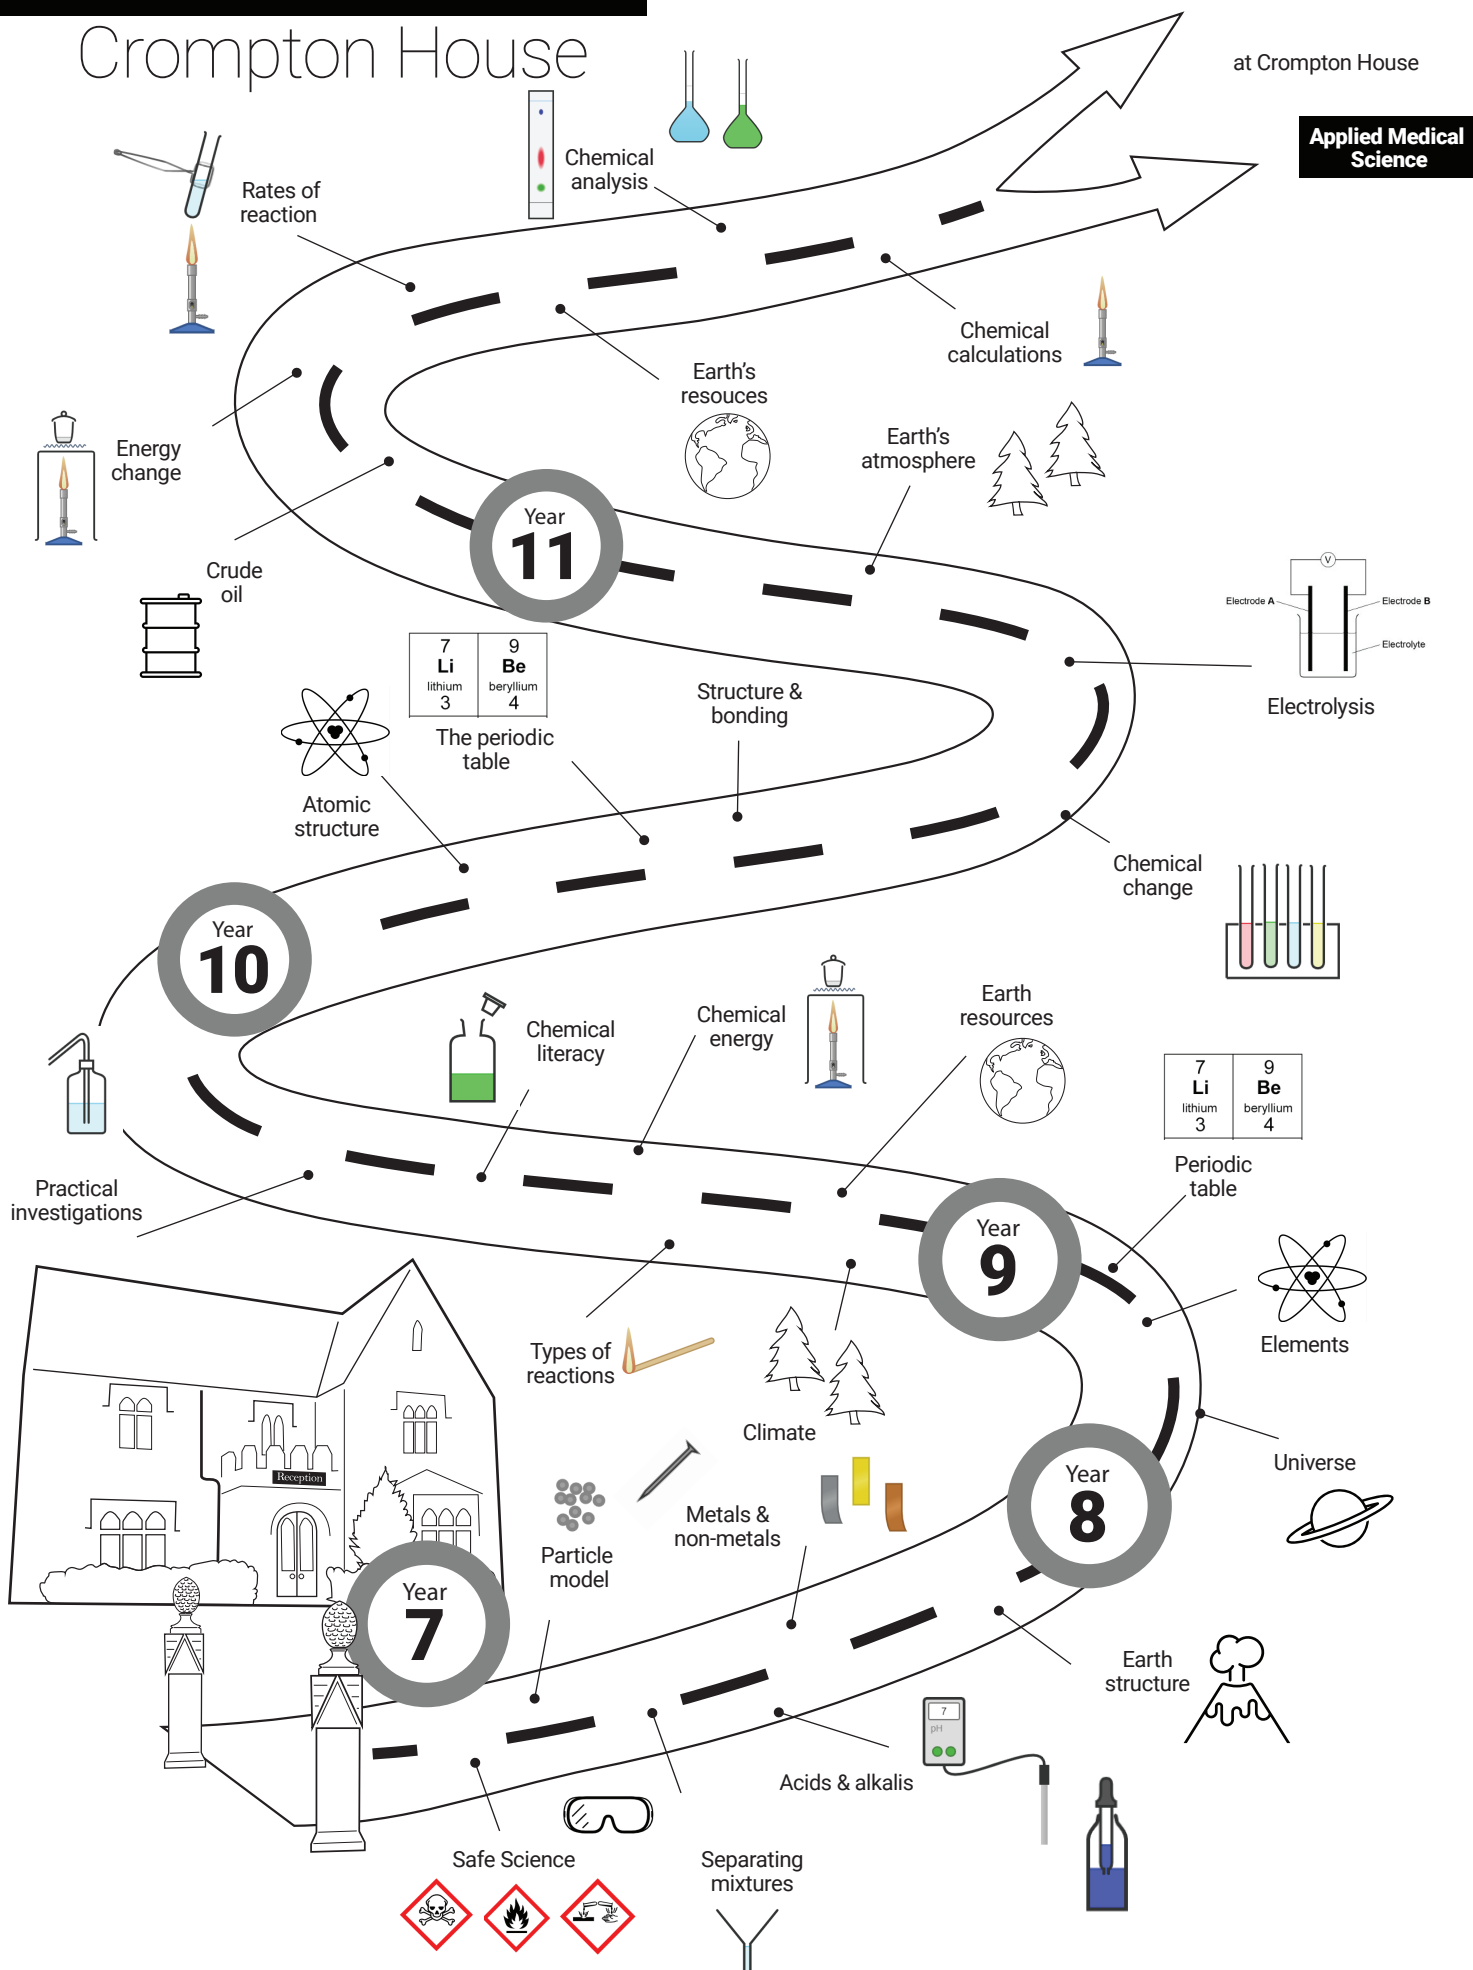 Crompton House
at Crompton House
Applied Medical
Science
Chemical
analysis
Rates of
reaction
Chemical
calculations
Earth's
resouces
Energy
change
Earth's
atmosphere
Crude
oil
Year
11
V
Electrode A
Electrode B
Electrolyte
Electrolysis
7
Li
lithium
3
9
Be
beryllium
4
The periodic
table
Structure &
bonding
Atomic
structure
Chemical
change
Year
10
Chemical
literacy
Chemical
energy
Earth
resources
7
Li
lithium
3
9
Be
beryllium
4
Periodic
table
Practical
investigations
Year
9
Elements
Types of
reactions
Climate
Universe
Reception
Year
8
Metals &
non-metals
Particle
model
Year
7
Earth
structure
7
pH
Acids & alkalis
Safe Science
Separating
mixtures